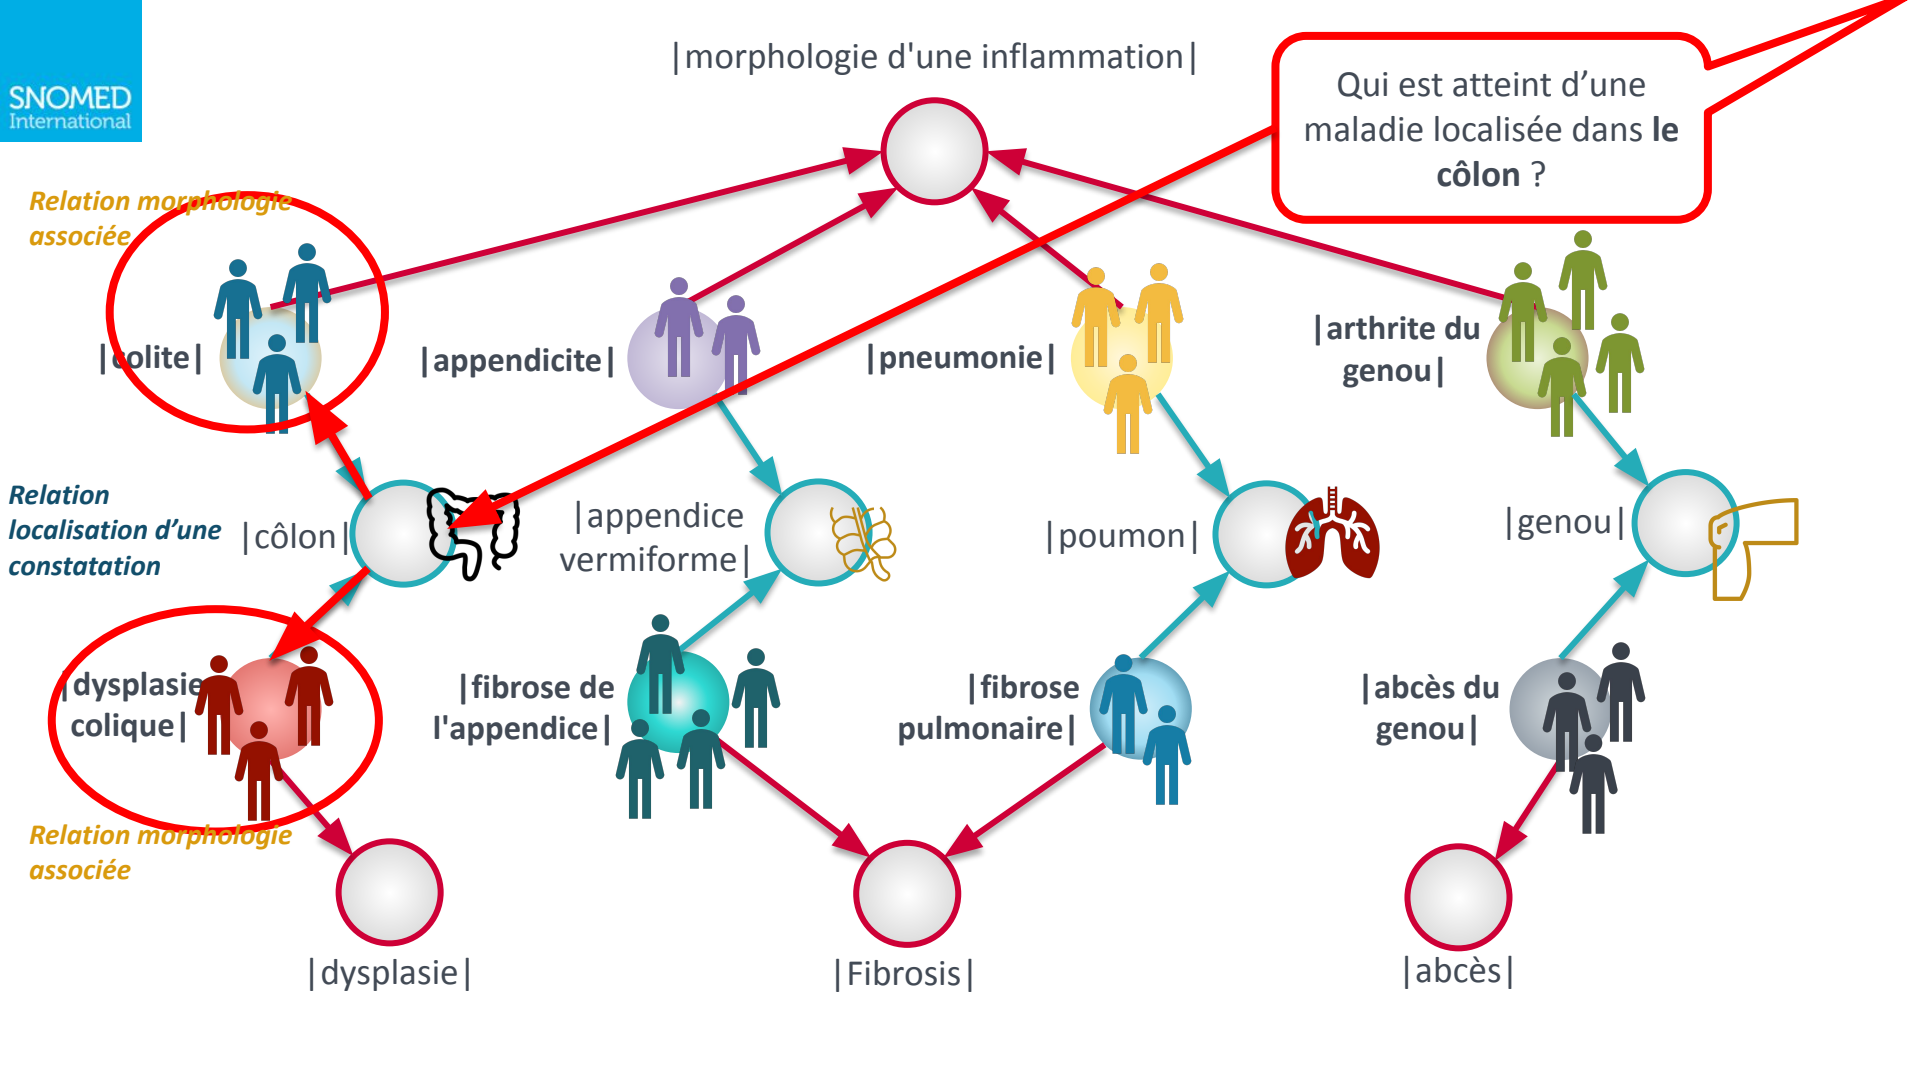 SNOMED
International
|morphologie d'une inflammation|
Qui est atteint d’une
maladie localisée dans le
côlon ?
Relation morphologie
associée
|colite|
|appendicite|
|pneumonie|
|arthrite du
genou|
Relation
localisation d’une
constatation
|côlon|
|appendice
vermiforme|
|poumon|
|genou|
|dysplasie
colique|
|fibrose de
l'appendice|
|fibrose
pulmonaire|
|abcès du
genou|
Relation morphologie
associée
|dysplasie|
|Fibrosis|
|abcès|